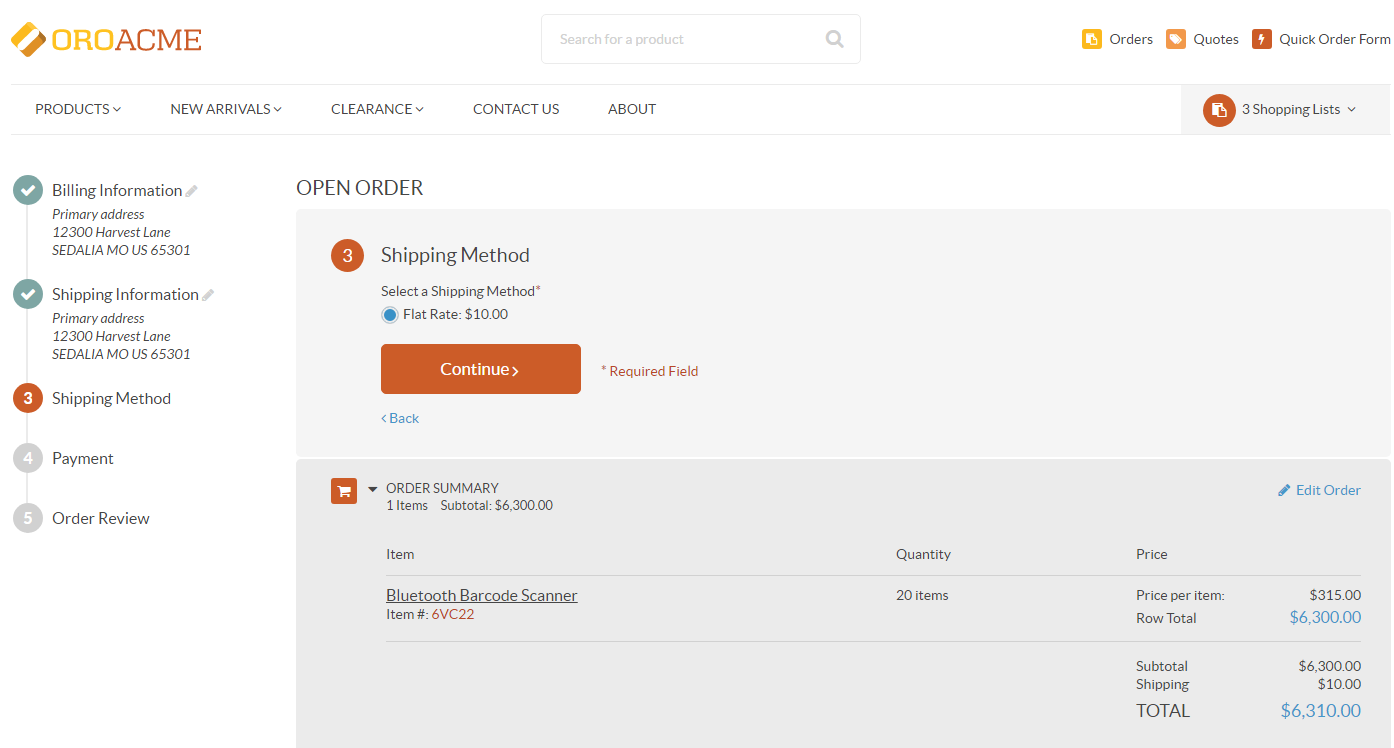 OROACME
Search for a product
Orders
Quotes
Quick Order Form
PRODUCTS
NEW ARRIVALS
CLEARANCE
CONTACT US
ABOUT
3 Shopping Lists
Billing Information
Primary address
12300 Harvest Lane
SEDALIA MO US 65301
Shipping Information
Primary address
12300 Harvest Lane
SEDALIA MO US 65301
3 Shipping Method
4 Payment
5 Order Review
OPEN ORDER
3 Shipping Method
Select a Shipping Method*
Flat Rate: $10.00
Continue ›
* Required Field
‹ Back
ORDER SUMMARY
1 Items Subtotal: $6,300.00
Edit Order
Item Quantity Price
Bluetooth Barcode Scanner 20 items Price per item: $315.00
Item #: 6VC22 Row Total $6,300.00
Subtotal $6,300.00
Shipping $10.00
TOTAL $6,310.00